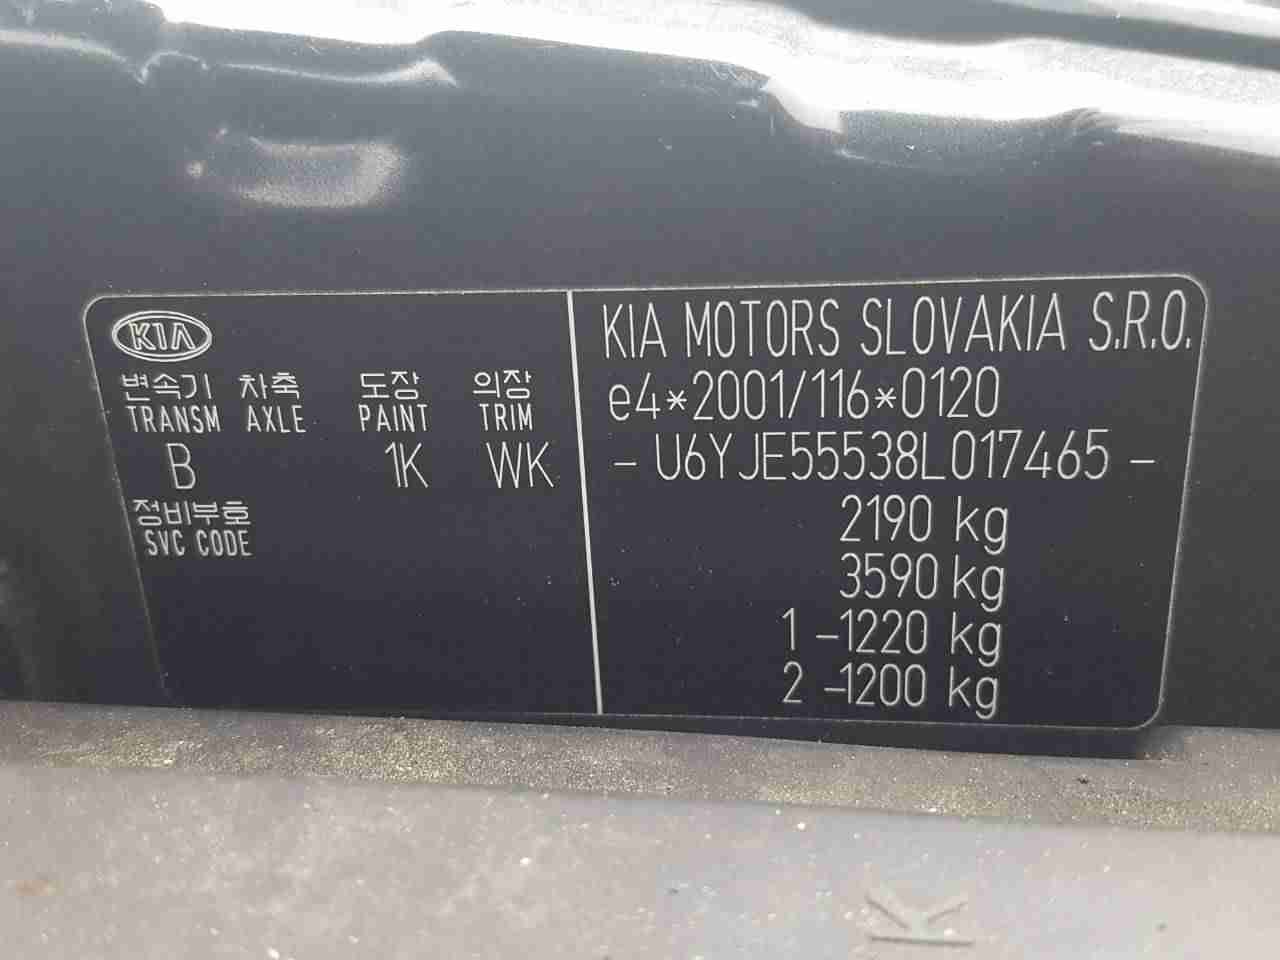 KIA
변속기 차축 도장 의장
TRANSM AXLE PAINT TRIM
B 1K WK
정비부호
SVC CODE
KIA MOTORS SLOVAKIA S.R.O.
e4*2001/116*0120
- U6YJE55538L017465 -
2190 kg
3590 kg
1 -1220 kg
2 -1200 kg
K